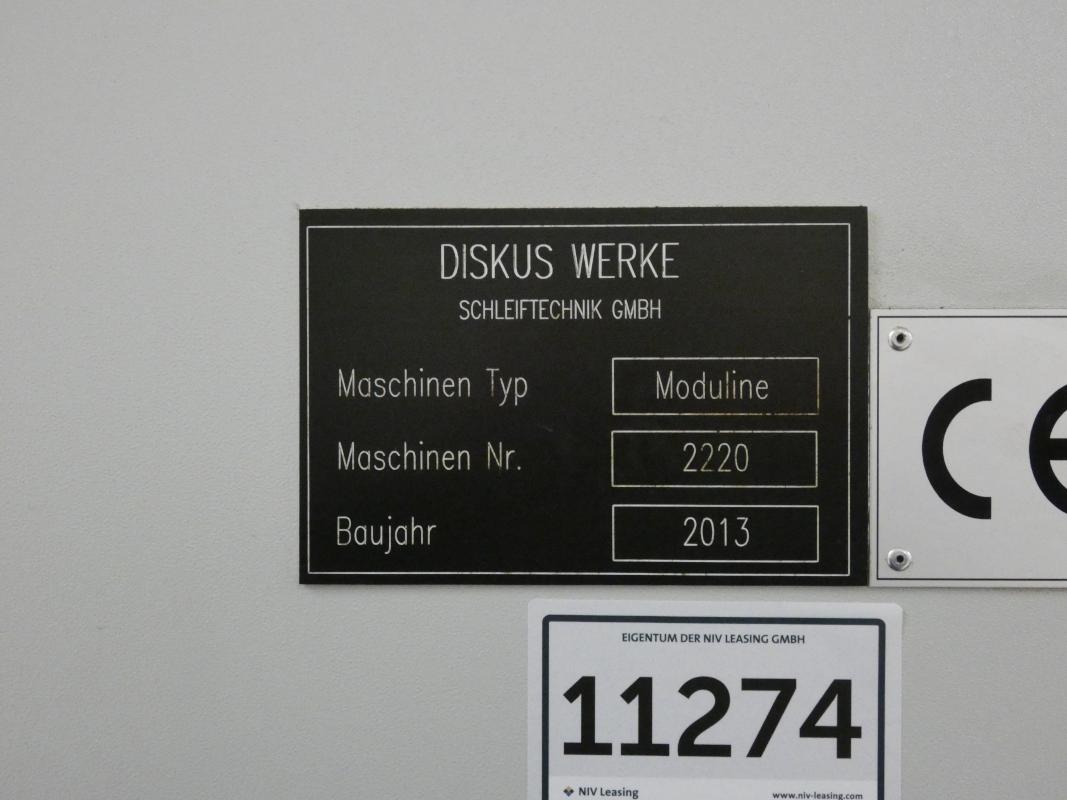 DISKUS WERKE
SCHLEIFTECHNIK GMBH
Maschinen Typ Moduline
Maschinen Nr. 2220
Baujahr 2013
CE
EIGENTUM DER NIV LEASING GMBH
11274
NIV Leasing www.niv-leasing.com